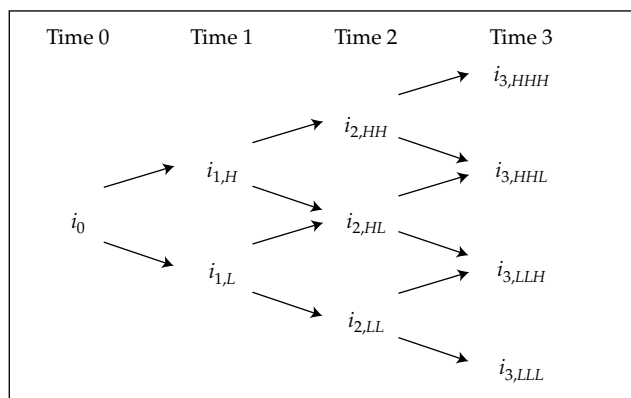 Time 0 Time 1 Time 2 Time 3
i3,HHH
i2,HH
i1,H i3,HHL
i0 i2,HL
i1,L i3,LLH
i2,LL
i3,LLL